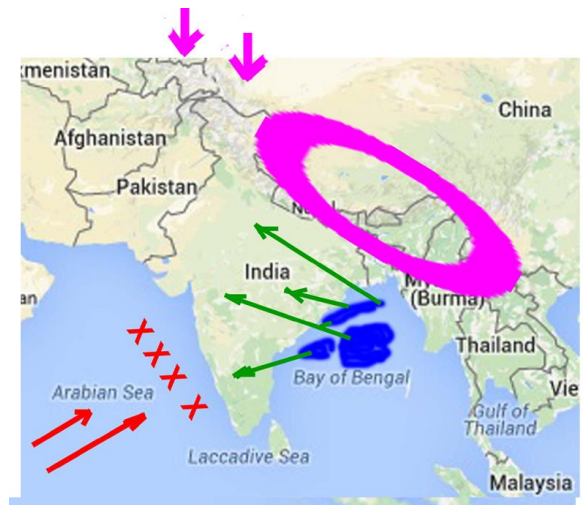 kmenistan
China
Afghanistan
Pakistan
India
an
(Burma)
Thailand
Bay of Bengal
Vie
Arabian Sea
Gulf of
Thailand
Laccadive Sea
Malaysia
X
X
X
X